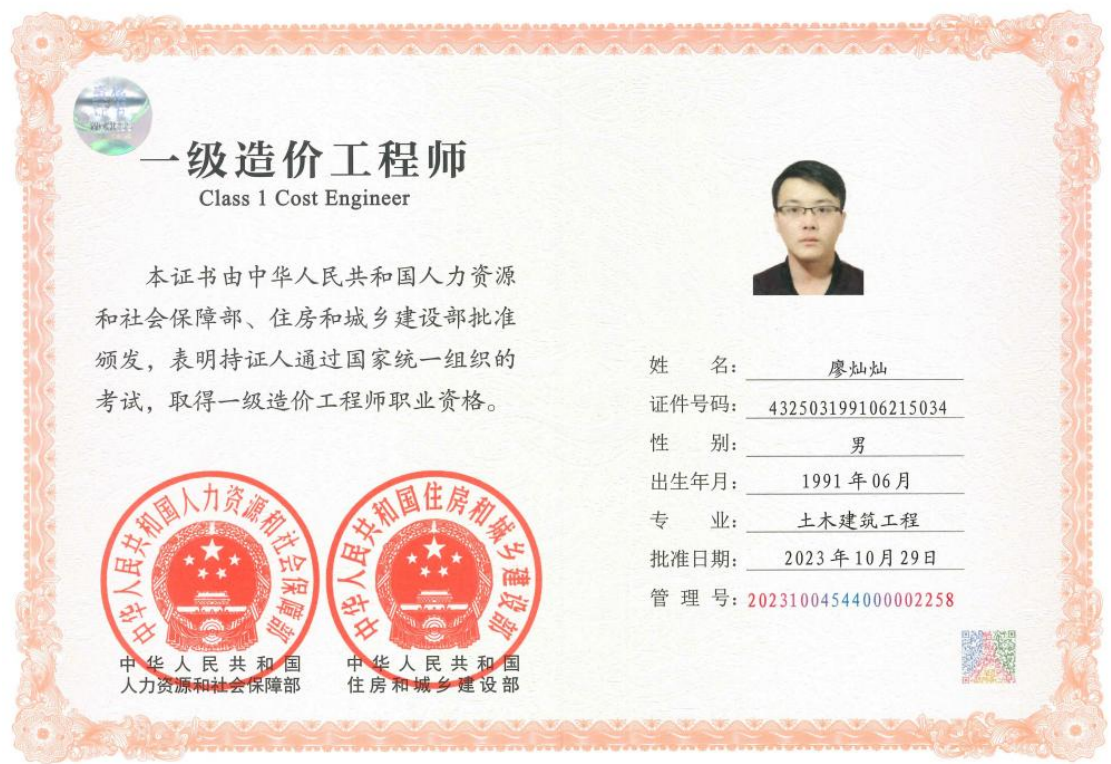 一级造价工程师
Class 1 Cost Engineer
本证书由中华人民共和国人力资源
和社会保障部、住房和城乡建设部批准
颁发，表明持证人通过国家统一组织的
考试，取得一级造价工程师职业资格。
中华人民共和国人力资源和社会保障部
中华人民共和国住房和城乡建设部
中华人民共和国
人力资源和社会保障部
中华人民共和国
住房和城乡建设部
姓名：廖灿灿
证件号码：432503199106215034
性别：男
出生年月：1991年06月
专业：土木建筑工程
批准日期：2023年10月29日
管理号：20231004544000002258